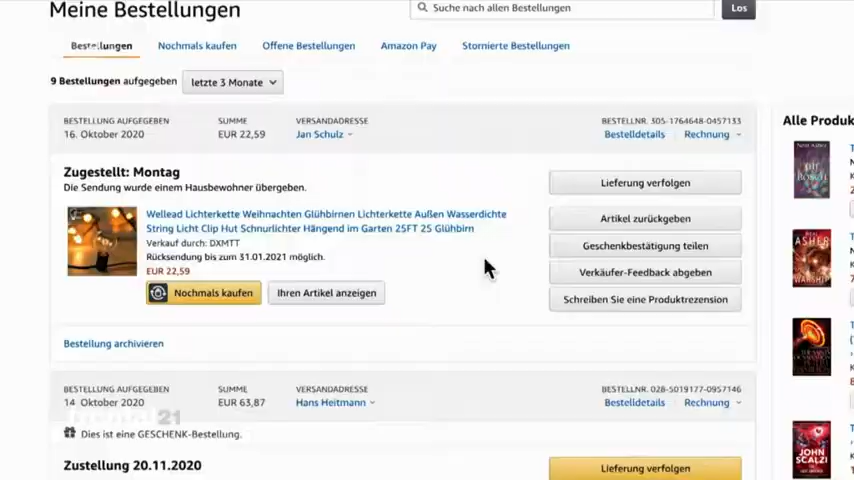 Meine Bestellungen
Suche nach allen Bestellungen
Los
Bestellungen
Nochmals kaufen
Offene Bestellungen
Amazon Pay
Stornierte Bestellungen
9 Bestellungen aufgegeben
letzte 3 Monate
BESTELLUNG AUFGEGEBEN SUMME VERSANDADRESSE BESTELLNR. 305-1764648-0457133
16. Oktober 2020 EUR 22,59 Jan Schulz Bestelldetails Rechnung
Alle Produk
Zugestellt: Montag
Die Sendung wurde einem Hausbewohner übergeben.
Lieferung verfolgen
Wellead Lichterkette Weihnachten Glühbirnen Lichterkette Außen Wasserdichte
String Licht Clip Hut Schnurlichter Hängend im Garten 25FT 25 Glühbirn
Verkauf durch: DXMTT
Rücksendung bis zum 31.01.2021 möglich.
EUR 22,59
Nochmals kaufen
Ihren Artikel anzeigen
Artikel zurückgeben
Geschenkbestätigung teilen
Verkäufer-Feedback abgeben
Schreiben Sie eine Produktrezension
Bestellung archivieren
NEAL
ASHER
WARSHIP
JOHN
SCALZI
BESTELLUNG AUFGEGEBEN SUMME VERSANDADRESSE BESTELLNR. 028-5019177-0957146
14. Oktober 2020 EUR 63,87 Hans Heitmann Bestelldetails Rechnung
frontal21
Dies ist eine GESCHENK-Bestellung.
Zustellung 20.11.2020
Lieferung verfolgen